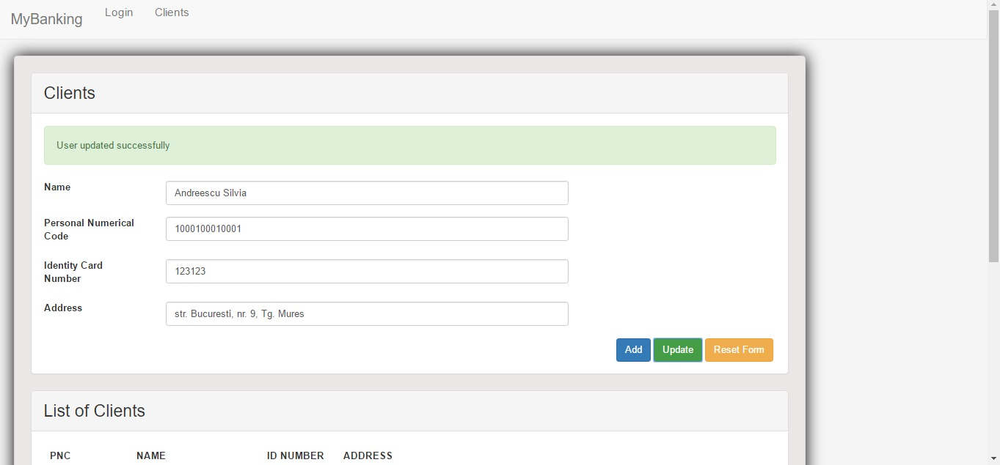 MyBanking Login Clients
Clients
User updated successfully
Name Andreescu Silvia
Personal Numerical
Code
1000100010001
Identity Card
Number
123123
Address str. Bucuresti, nr. 9, Tg. Mures
Add Update Reset Form
List of Clients
PNC NAME ID NUMBER ADDRESS